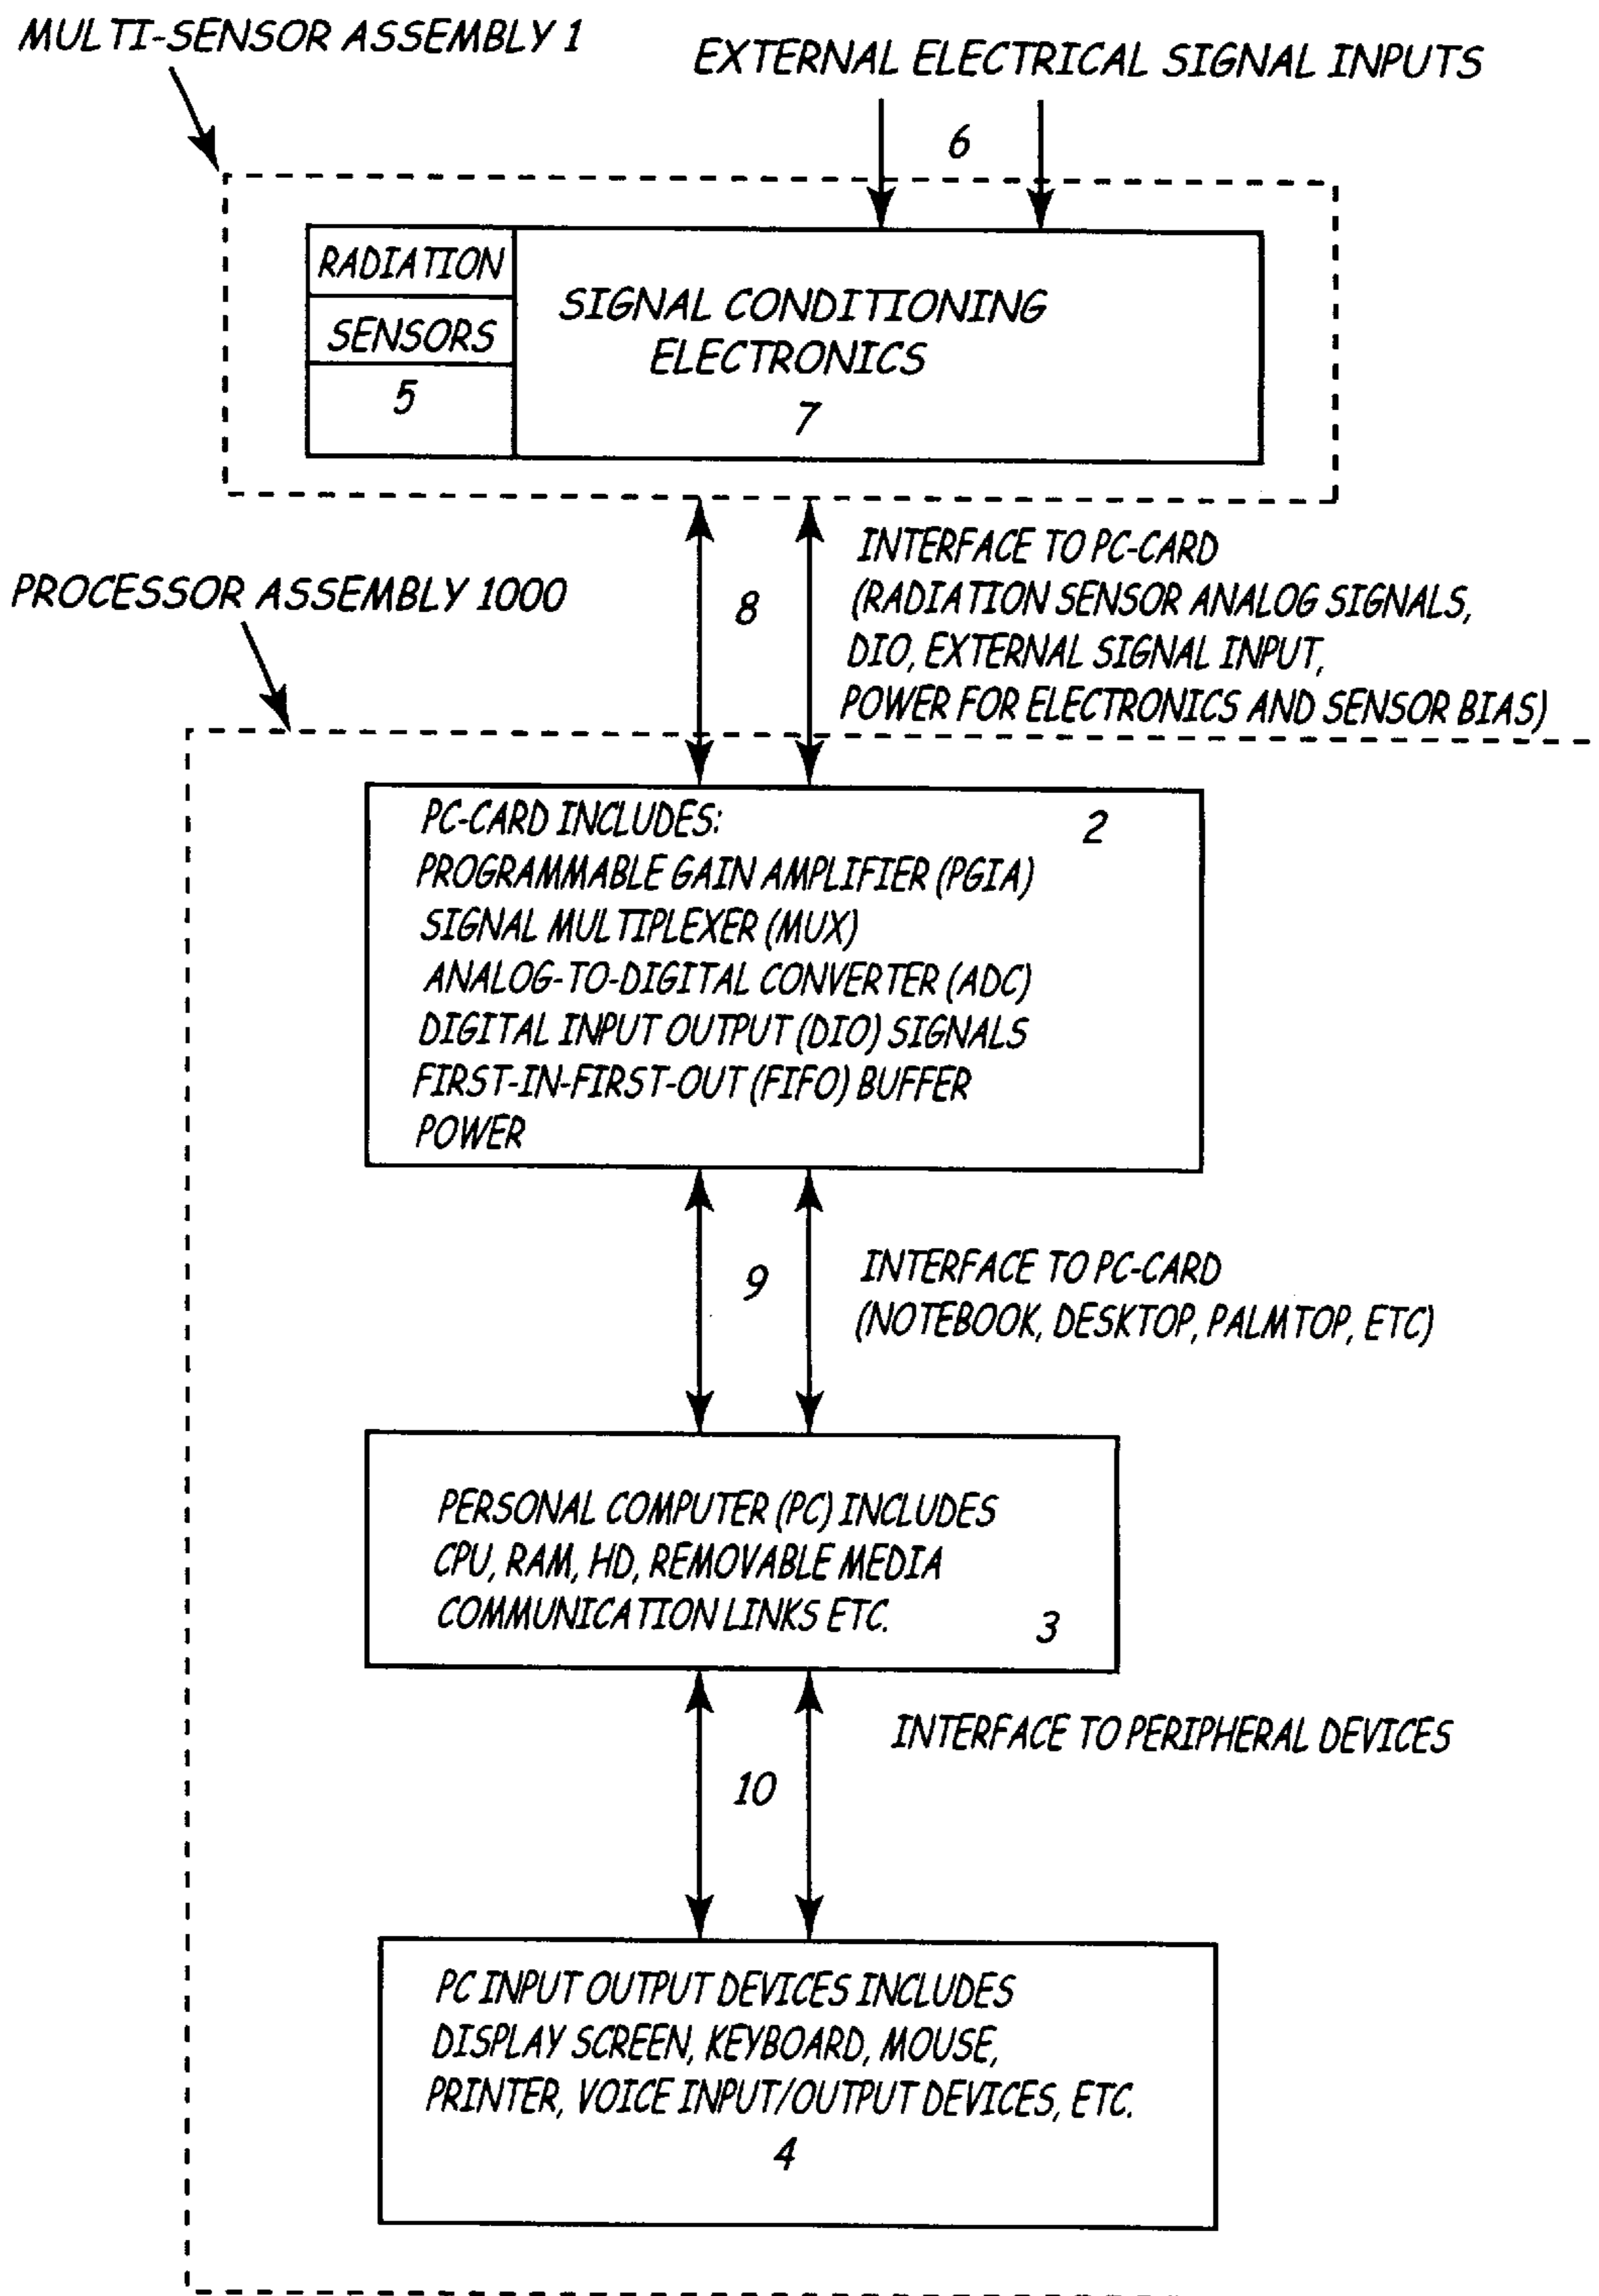 MULTI-SENSOR ASSEMBLY 1
EXTERNAL ELECTRICAL SIGNAL INPUTS
6
RADIATION
SENSORS
5
SIGNAL CONDITIONING
ELECTRONICS
7
8
INTERFACE TO PC-CARD
(RADIATION SENSOR ANALOG SIGNALS,
DIO, EXTERNAL SIGNAL INPUT,
POWER FOR ELECTRONICS AND SENSOR BIAS)
PROCESSOR ASSEMBLY 1000
PC-CARD INCLUDES:
2
PROGRAMMABLE GAIN AMPLIFIER (PGIA)
SIGNAL MULTIPLEXER (MUX)
ANALOG-TO-DIGITAL CONVERTER (ADC)
DIGITAL INPUT OUTPUT (DIO) SIGNALS
FIRST-IN-FIRST-OUT (FIFO) BUFFER
POWER
9
INTERFACE TO PC-CARD
(NOTEBOOK, DESKTOP, PALMTOP, ETC)
PERSONAL COMPUTER (PC) INCLUDES
CPU, RAM, HD, REMOVABLE MEDIA
COMMUNICATION LINKS ETC.
3
10
INTERFACE TO PERIPHERAL DEVICES
PC INPUT OUTPUT DEVICES INCLUDES
DISPLAY SCREEN, KEYBOARD, MOUSE,
PRINTER, VOICE INPUT/OUTPUT DEVICES, ETC.
4